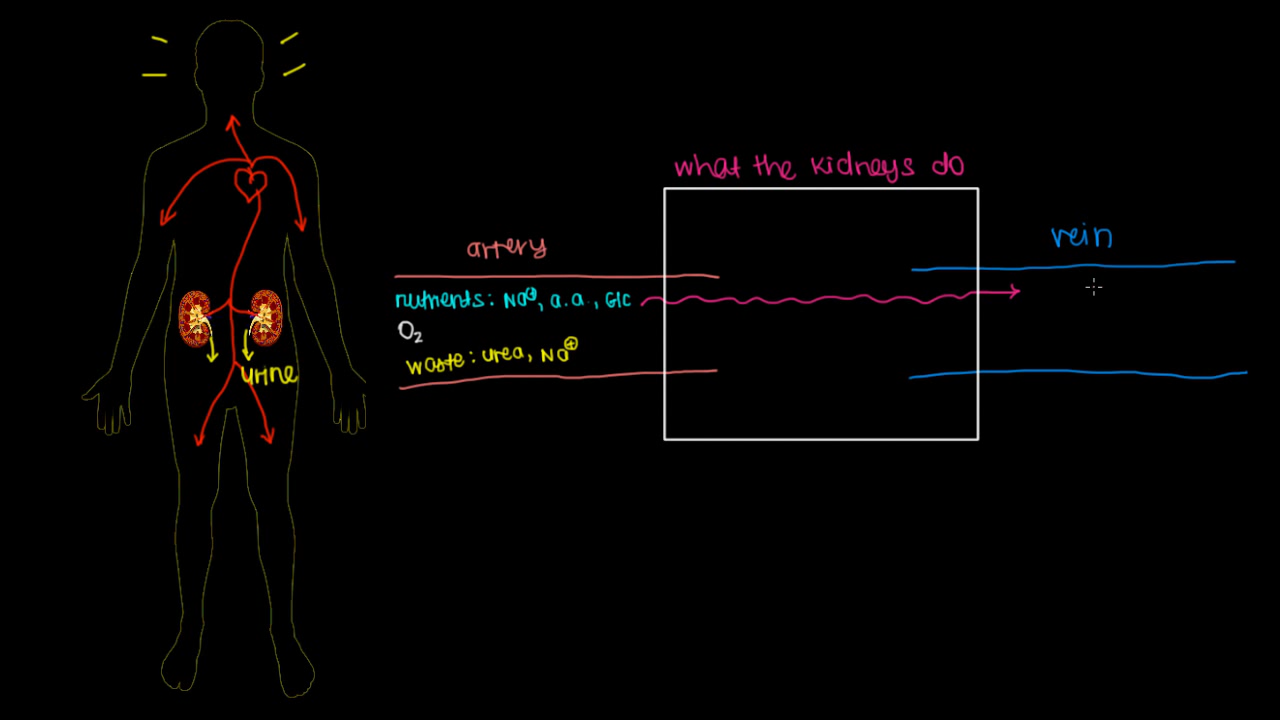 what the kidneys do
artery
vein
nutrients: Na⊕, a.a., Glc
O₂
waste: urea, Na⊕
urine